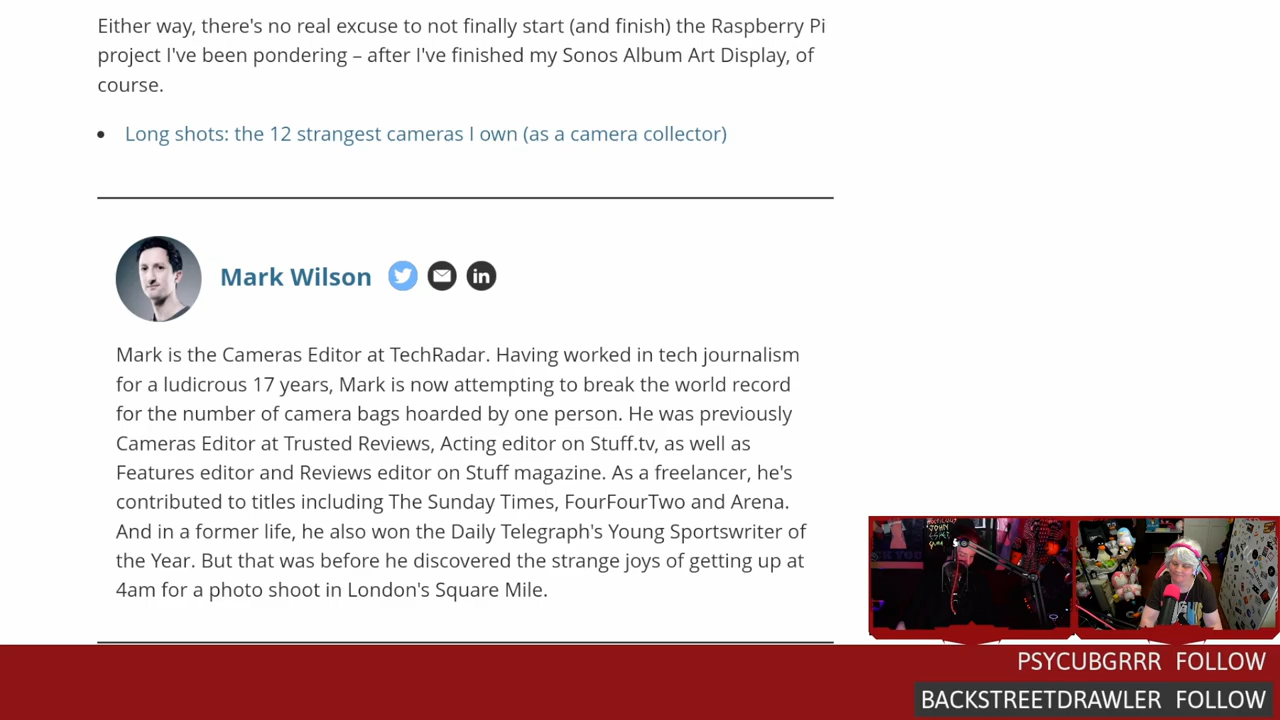 Either way, there's no real excuse to not finally start (and finish) the Raspberry Pi
project I've been pondering – after I've finished my Sonos Album Art Display, of
course.
Long shots: the 12 strangest cameras I own (as a camera collector)
Mark Wilson
Mark is the Cameras Editor at TechRadar. Having worked in tech journalism
for a ludicrous 17 years, Mark is now attempting to break the world record
for the number of camera bags hoarded by one person. He was previously
Cameras Editor at Trusted Reviews, Acting editor on Stuff.tv, as well as
Features editor and Reviews editor on Stuff magazine. As a freelancer, he's
contributed to titles including The Sunday Times, FourFourTwo and Arena.
And in a former life, he also won the Daily Telegraph's Young Sportswriter of
the Year. But that was before he discovered the strange joys of getting up at
4am for a photo shoot in London's Square Mile.
PSYCUBGRRR FOLLOW
BACKSTREETDRAWLER FOLLOW